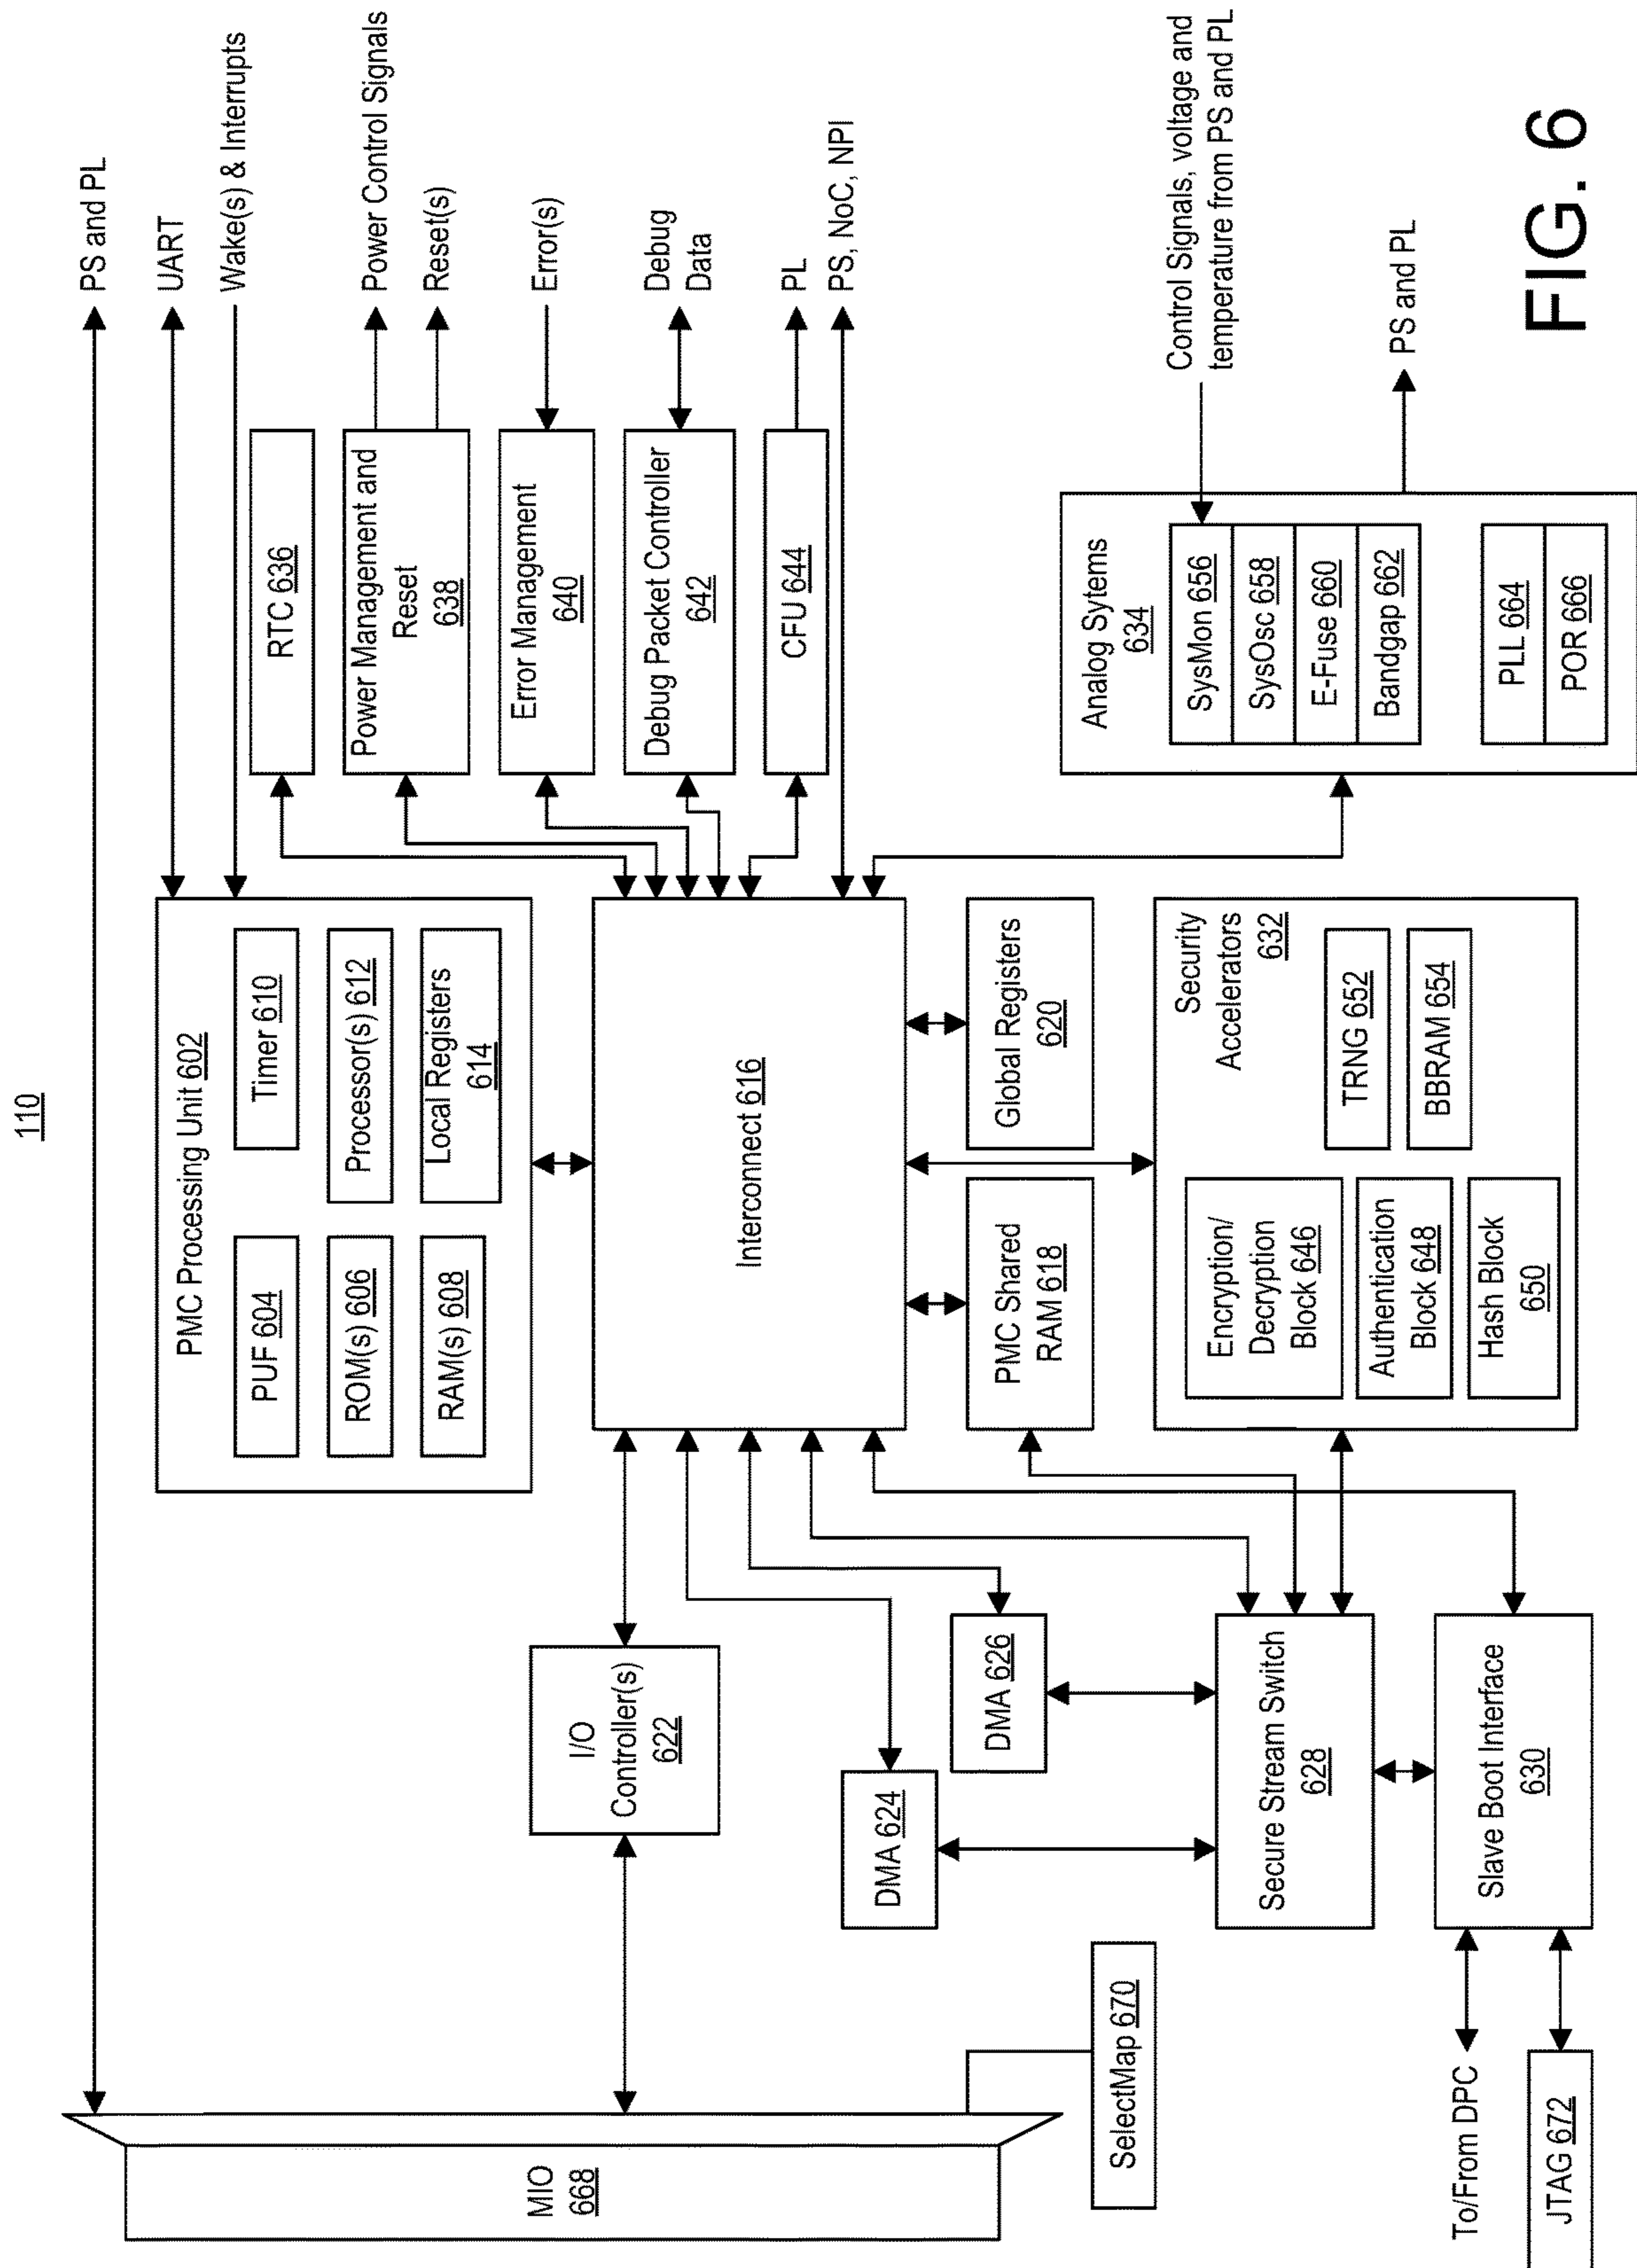 110
PS and PL
UART
Wake(s) & Interrupts
PMC Processing Unit 602
PUF 604
Timer 610
ROM(s) 606
Processor(s) 612
RAM(s) 608
Local Registers
614
RTC 636
Power Management and
Reset
638
Power Control Signals
Reset(s)
Error Management
640
Error(s)
Debug Packet Controller
642
Debug
Data
CFU 644
PL
PS, NoC, NPI
MIO
668
I/O
Controller(s)
622
Interconnect 616
DMA 624
DMA 626
PMC Shared
RAM 618
Global Registers
620
SelectMap 670
Secure Stream Switch
628
Security
Accelerators
632
Encryption/
Decryption
Block 646
Authentication
Block 648
Hash Block
650
TRNG 652
BBRAM 654
Analog Sytems
634
SysMon 656
SysOsc 658
E-Fuse 660
Bandgap 662
PLL 664
POR 666
Control Signals, voltage and
temperature from PS and PL
PS and PL
To/From DPC
JTAG 672
Slave Boot Interface
630
FIG. 6